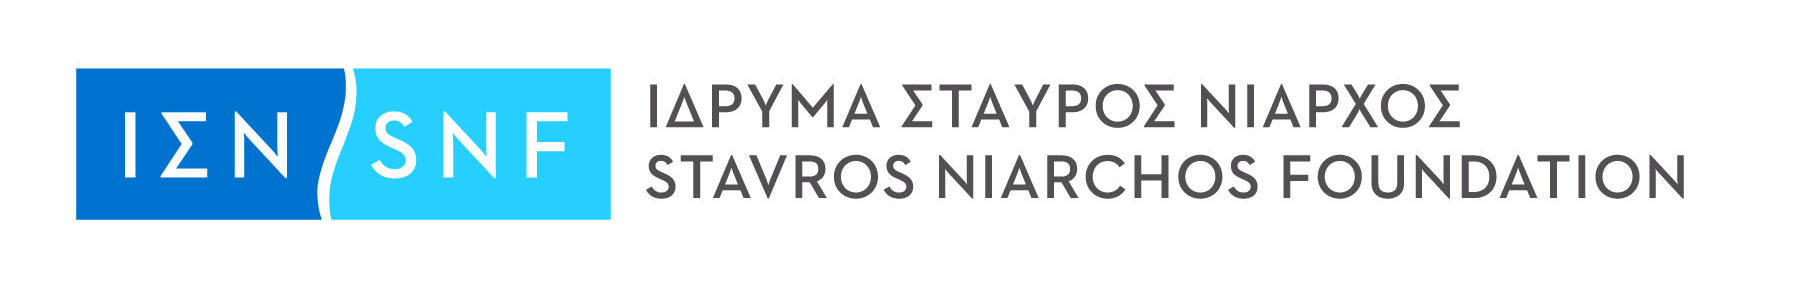 ΙΣΝ SNF
ΙΔΡΥΜΑ ΣΤΑΥΡΟΣ ΝΙΑΡΧΟΣ
STAVROS NIARCHOS FOUNDATION